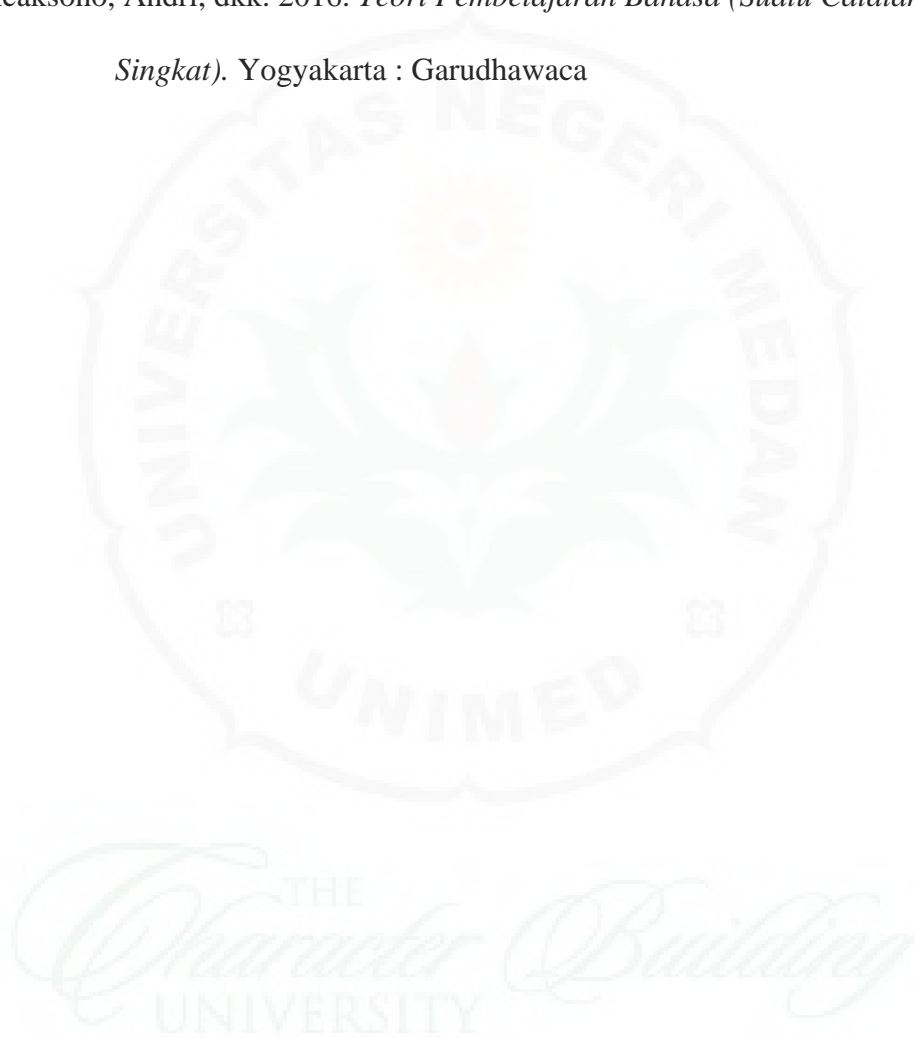 Andri, dkk. 2016. Teori Pembelajaran Bahasa (Suatu Catatan
Singkat). Yogyakarta : Garudhawaca
UNIVERSITAS NEGERI MEDAN
UNIMED
THE
Character Building
UNIVERSITY